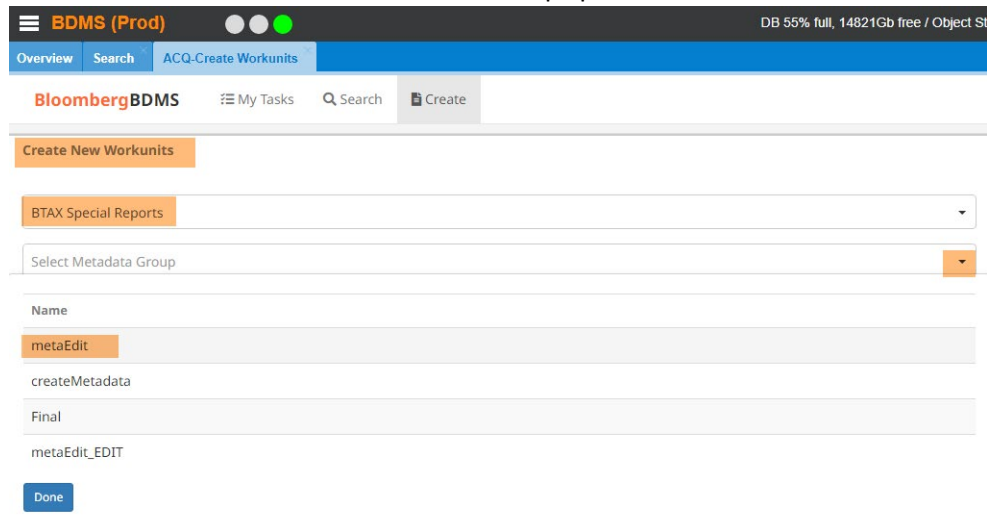 BDMS (Prod)
DB 55% full, 14821Gb free / Object St
Overview Search ACQ-Create Workunits
BloombergBDMS My Tasks Search Create
Create New Workunits
BTAX Special Reports
Select Metadata Group
Name
metaEdit
createMetadata
Final
metaEdit_EDIT
Done